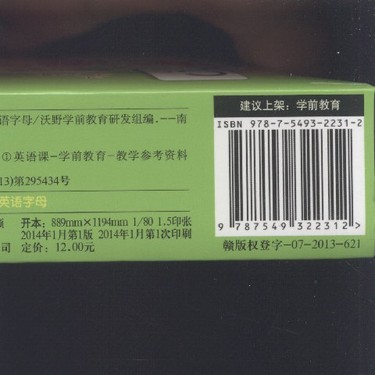 语字母/沃野学前教育研发组编.--南
①英语课-学前教育-教学参考资料
13)第295434号
英语字母
开本: 889mm×1194mm 1/80 1.5印张
2014年1月第1版 2014年1月第1次印刷
司 定价: 12.00元
建议上架: 学前教育
ISBN 978-7-5493-2231-2
9 787549 322312 >
赣版权登字-07-2013-621